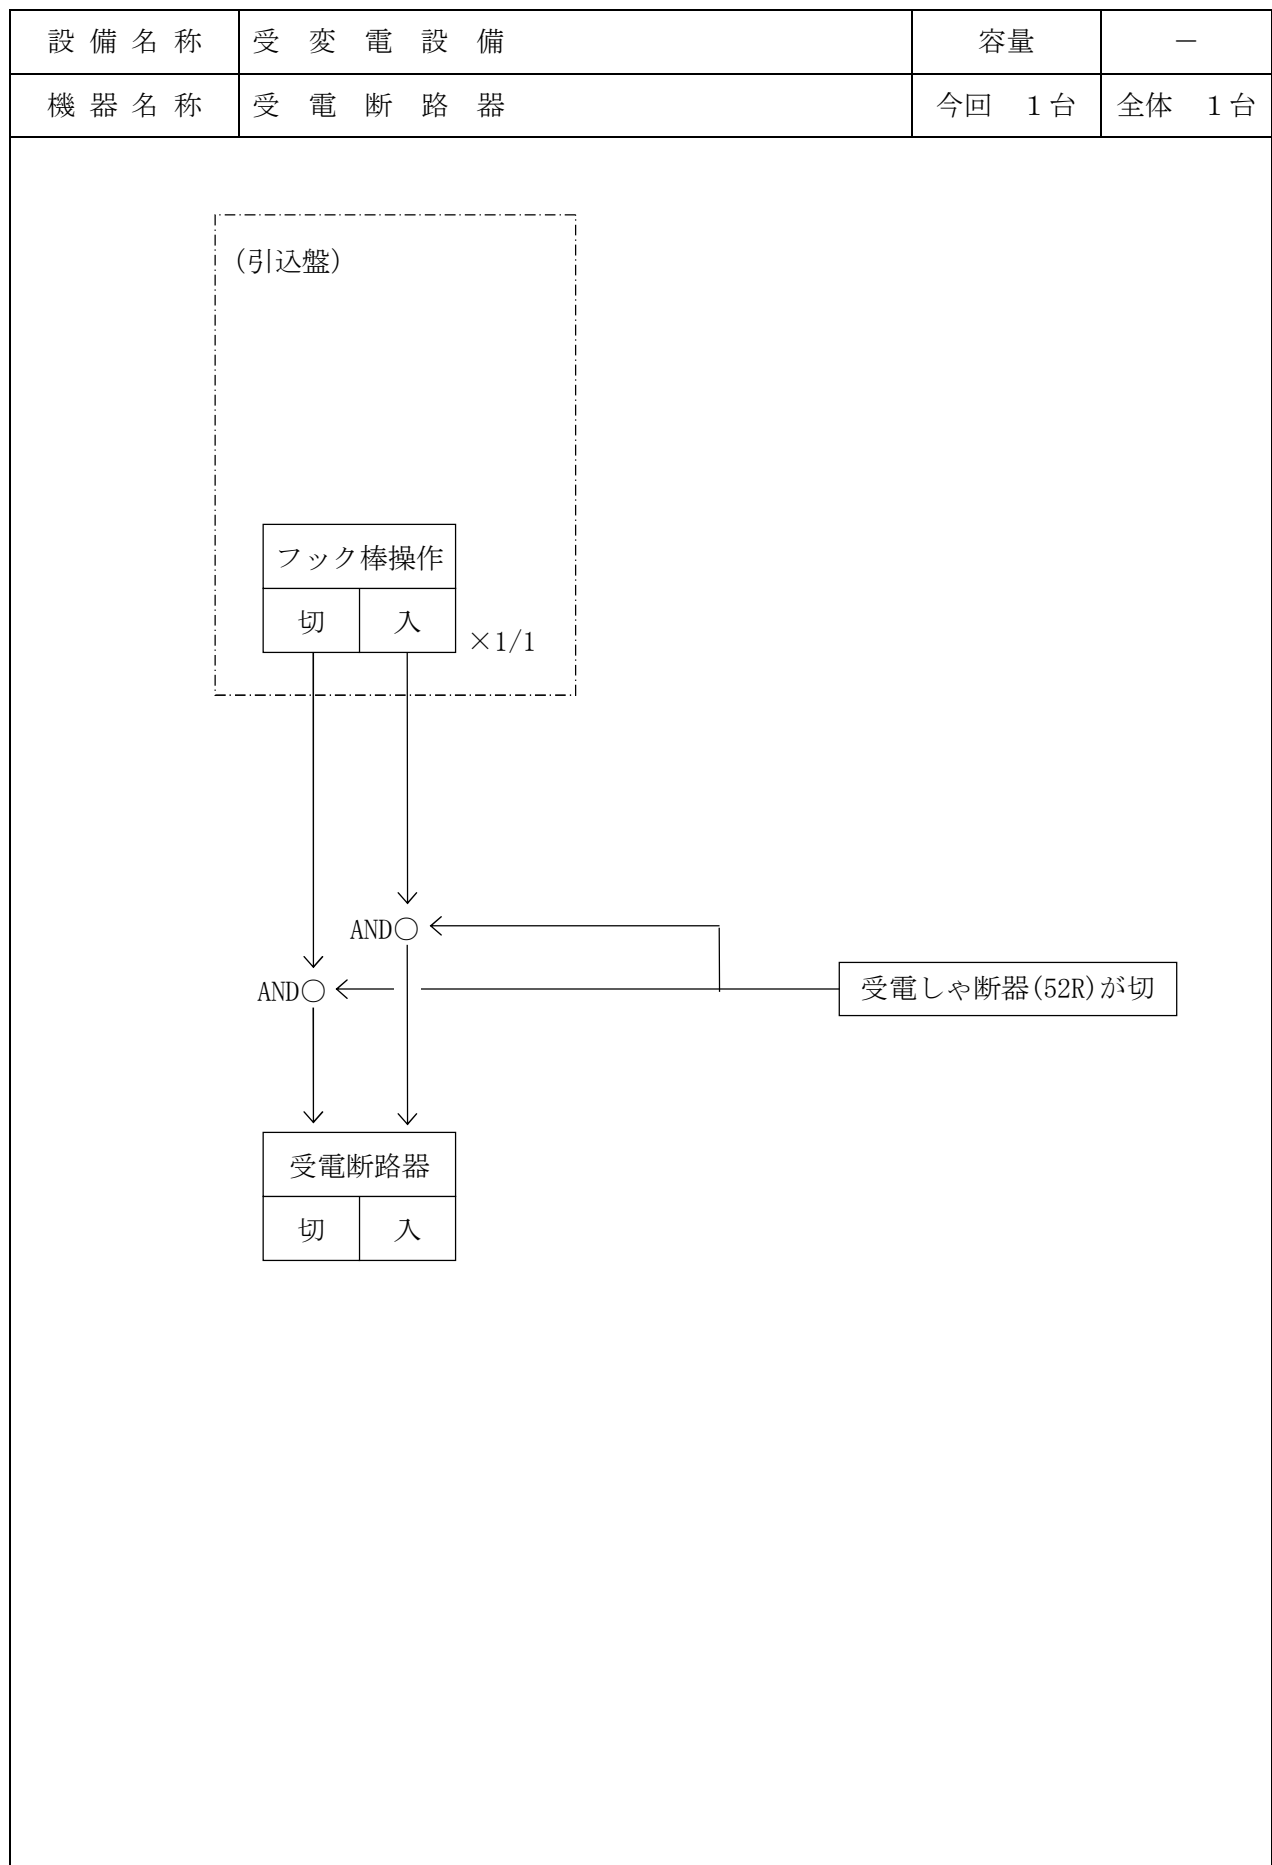 設備名称 受変電設備 容量 －
機器名称 受電断路器 今回 1台 全体 1台
(引込盤)
フック棒操作
切 入
×1/1
AND○
AND○
受電しゃ断器(52R)が切
受電断路器
切 入